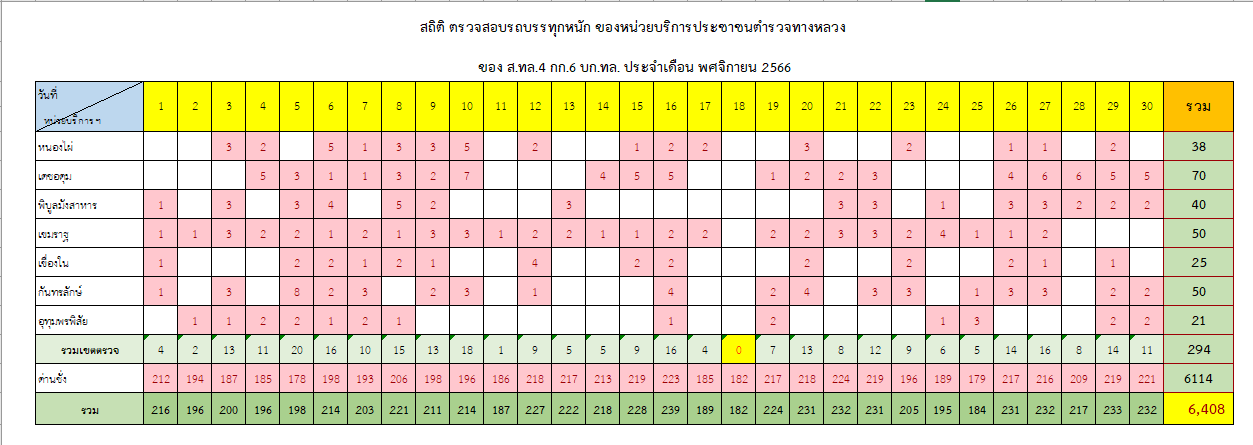 สถิติ ตรวจสอบรถบรรทุกหนัก ของหน่วยบริการประชาชนตำรวจทางหลวง
ของ ส.ทล.4 กก.6 บก.ทล. ประจำเดือน พฤศจิกายน 2566
วันที่ 1 2 3 4 5 6 7 8 9 10 11 12 13 14 15 16 17 18 19 20 21 22 23 24 25 26 27 28 29 30 รวม
หน่วยบริการ ฯ
หนองไผ่ 3 2 5 1 3 3 5 2 1 2 2 3 2 1 1 2 38
เดชอุดม 5 3 1 1 3 2 7 4 5 5 1 2 2 3 4 6 6 5 5 70
พิบูลมังสาหาร 1 3 3 4 5 2 3 3 3 1 3 3 2 2 2 40
เขมราฐ 1 1 3 2 2 1 2 1 3 3 1 2 2 1 1 2 2 2 2 3 3 2 4 1 1 2 50
เขื่องใน 1 2 2 1 2 1 4 2 2 2 2 2 1 1 25
กันทรลักษ์ 1 3 8 2 3 2 3 1 4 2 4 3 3 1 3 3 2 2 50
อุทุมพรพิสัย 1 1 2 2 1 2 1 1 2 1 3 2 2 21
รวมเขตตรวจ 4 2 13 11 20 16 10 15 13 18 1 9 5 5 9 16 4 0 7 13 8 12 9 6 5 14 16 8 14 11 294
ด่านชั่ง 212 194 187 185 178 198 193 206 198 196 186 218 217 213 219 223 185 182 217 218 224 219 196 189 179 217 216 209 219 221 6114
รวม 216 196 200 196 198 214 203 221 211 214 187 227 222 218 228 239 189 182 224 231 232 231 205 195 184 231 232 217 233 232 6,408